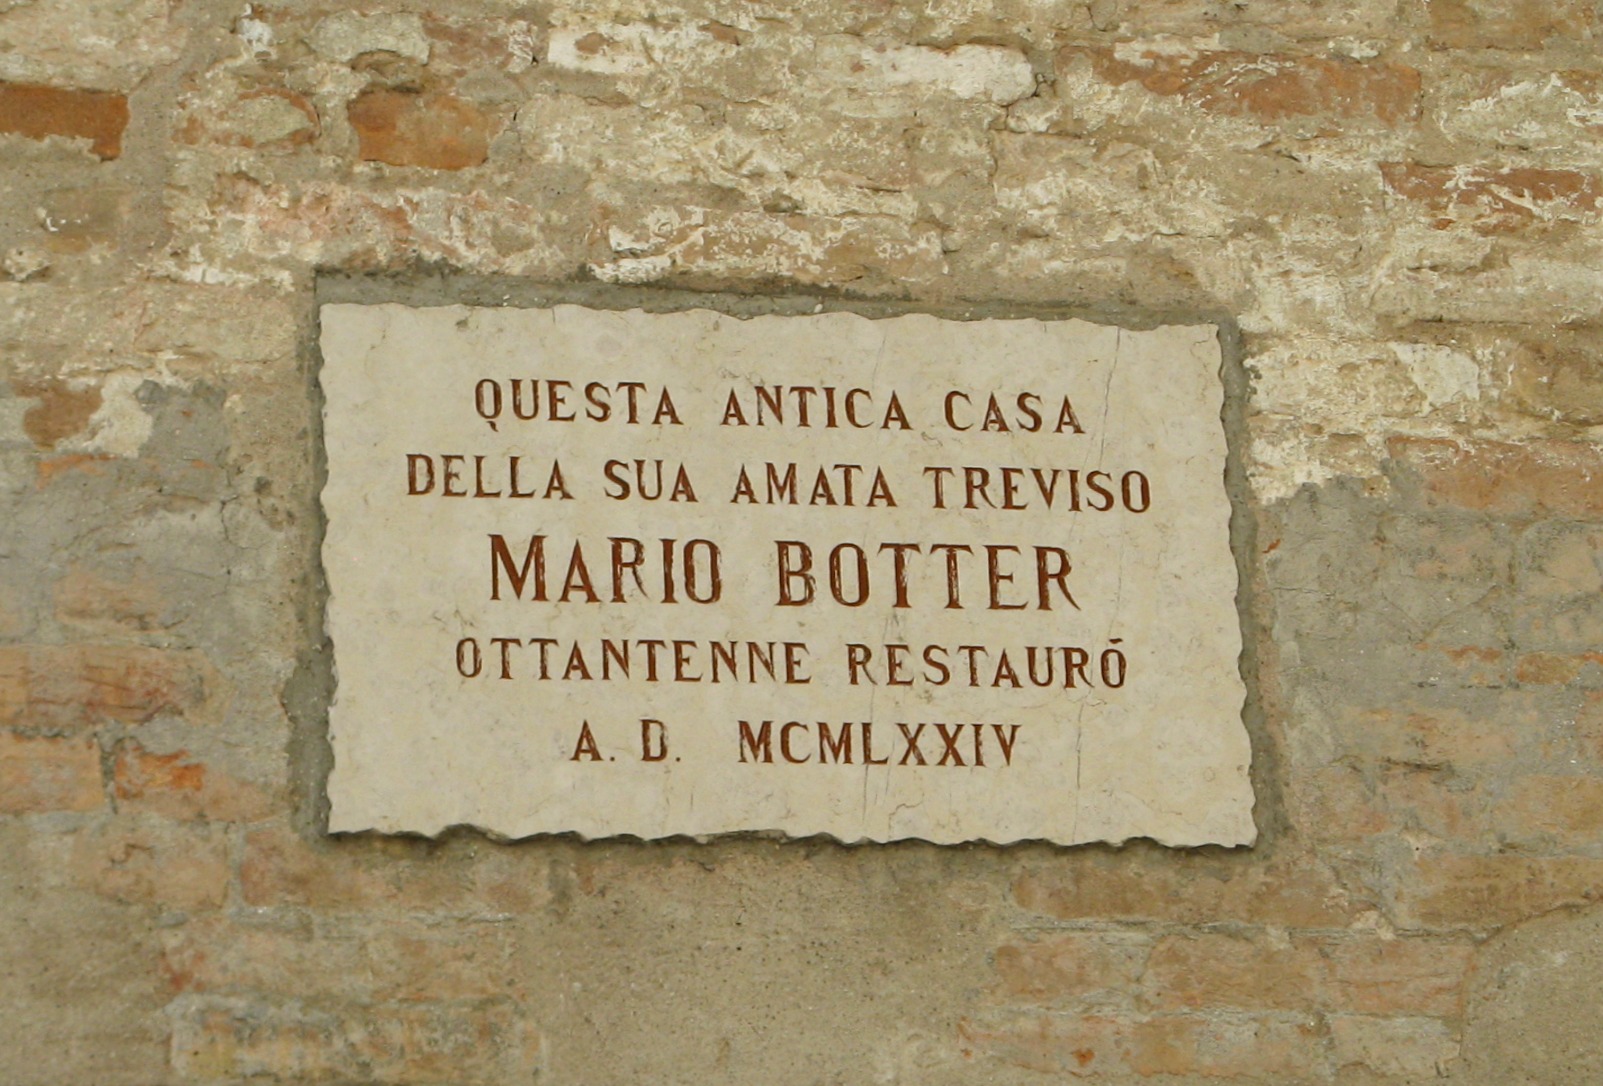 QUESTA ANTICA CASA
DELLA SUA AMATA TREVISO
MARIO BOTTER
OTTANTENNE RESTAURÓ
A. D. MCMLXXIV